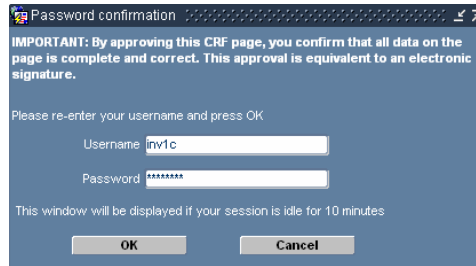 Password confirmation
IMPORTANT: By approving this CRF page, you confirm that all data on the
page is complete and correct. This approval is equivalent to an electronic
signature.
Please re-enter your username and press OK
Username inv1c
Password ********
This window will be displayed if your session is idle for 10 minutes
OK Cancel